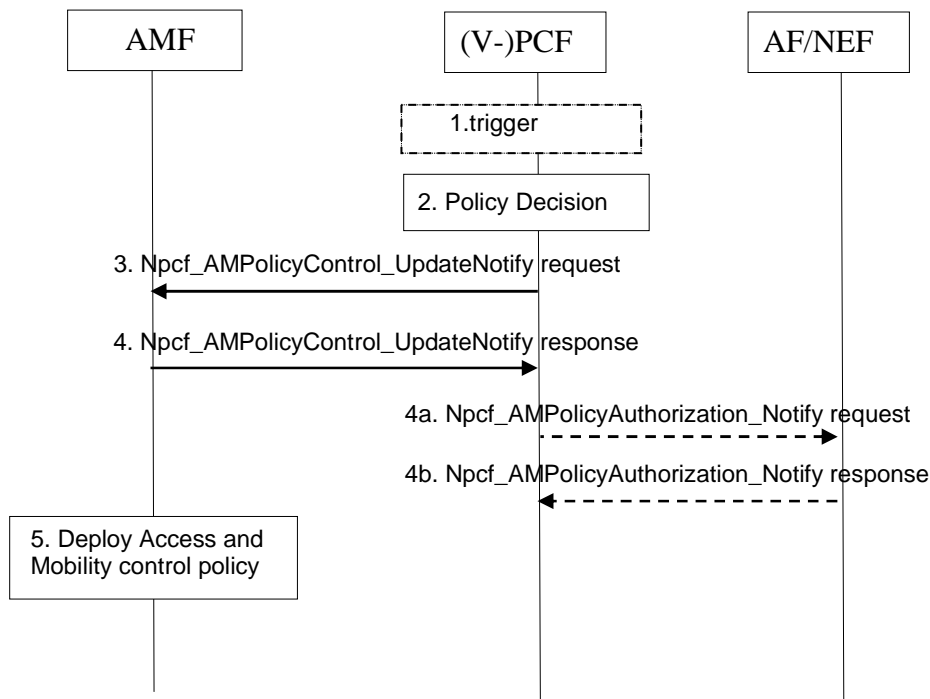 AMF
(V-)PCF
AF/NEF
1.trigger
2. Policy Decision
3. Npcf_AMPolicyControl_UpdateNotify request
4. Npcf_AMPolicyControl_UpdateNotify response
4a. Npcf_AMPolicyAuthorization_Notify request
4b. Npcf_AMPolicyAuthorization_Notify response
5. Deploy Access and
Mobility control policy